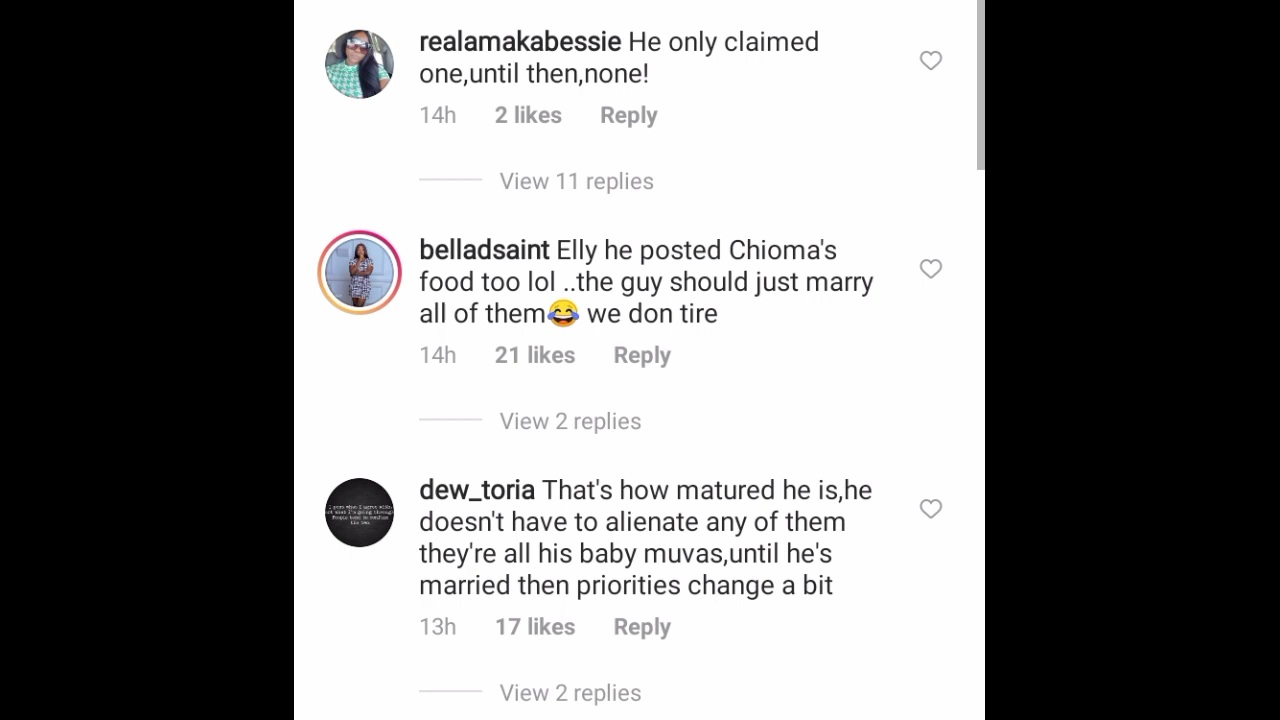 realamakabessie He only claimed
one,until then,none!
14h 2 likes Reply
View 11 replies
belladsaint Elly he posted Chioma's
food too lol ..the guy should just marry
all of them😂 we don tire
14h 21 likes Reply
View 2 replies
dew_toria That's how matured he is,he
doesn't have to alienate any of them
they're all his baby muvas,until he's
married then priorities change a bit
13h 17 likes Reply
View 2 replies